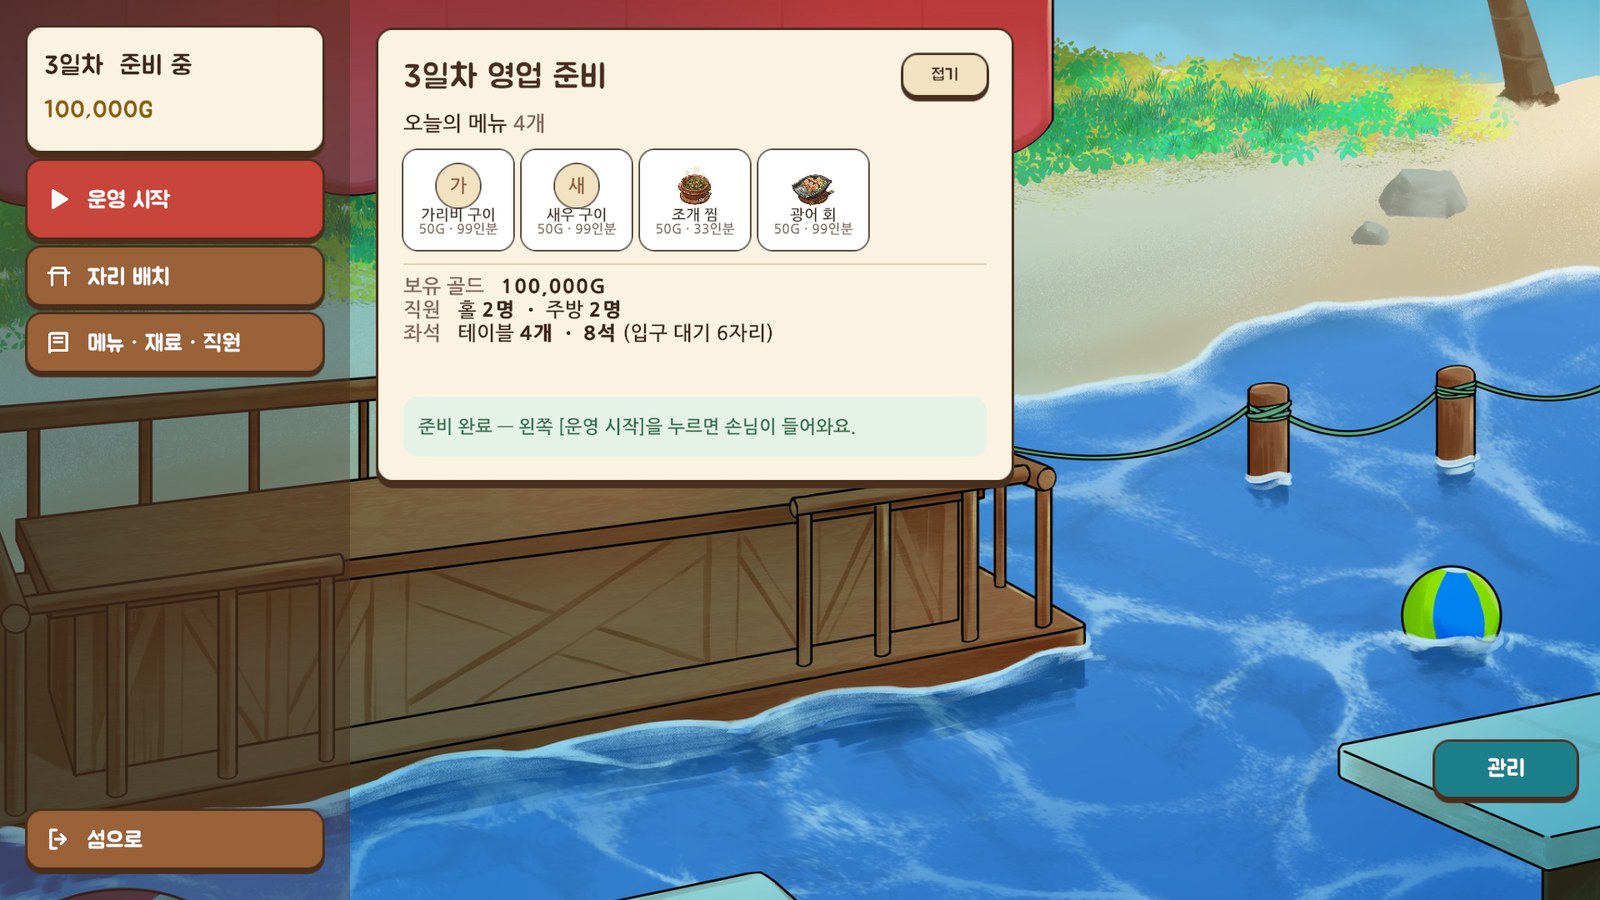 3일차 준비 중
100,000G
운영 시작
자리 배치
메뉴 · 재료 · 직원
섬으로
3일차 영업 준비
접기
오늘의 메뉴 4개
가
가리비 구이
50G · 99인분
새
새우 구이
50G · 99인분
조개 찜
50G · 33인분
광어 회
50G · 99인분
보유 골드 100,000G
직원 홀 2명 · 주방 2명
좌석 테이블 4개 · 8석 (입구 대기 6자리)
준비 완료 — 왼쪽 [운영 시작]을 누르면 손님이 들어와요.
관리